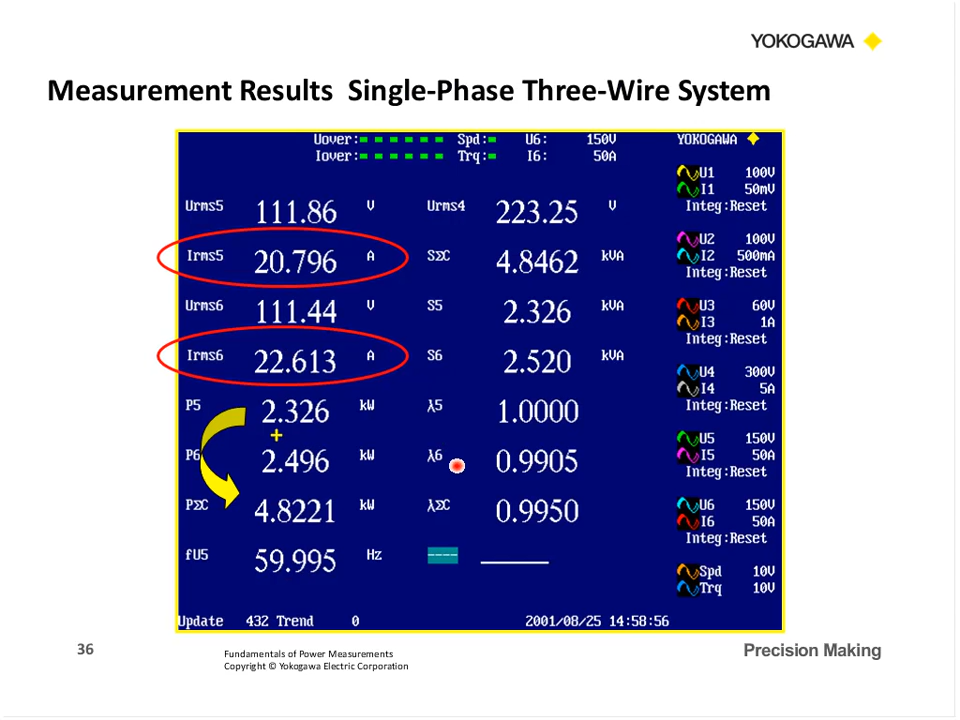 YOKOGAWA
Measurement Results Single-Phase Three-Wire System
Uover: Spd: U6: 150V YOKOGAWA
Iover: Trq: I6: 50A
U1 100V
I1 50mV
Integ:Reset
Urms5 111.86 V Urms4 223.25 V
U2 100V
I2 500mA
Integ:Reset
Irms5 20.796 A SΣC 4.8462 kVA
U3 60V
I3 1A
Integ:Reset
Urms6 111.44 V S5 2.326 kVA
U4 300V
I4 5A
Integ:Reset
Irms6 22.613 A S6 2.520 kVA
P5 2.326 kW λ5 1.0000
+
U5 150V
I5 50A
Integ:Reset
P6 2.496 kW λ6 0.9905
U6 150V
I6 50A
Integ:Reset
PΣC 4.8221 kW λΣC 0.9950
fU5 59.995 Hz ----
Spd 10V
Trq 10V
Update 432 Trend 0 2001/08/25 14:58:56
36
Fundamentals of Power Measurements
Copyright © Yokogawa Electric Corporation
Precision Making